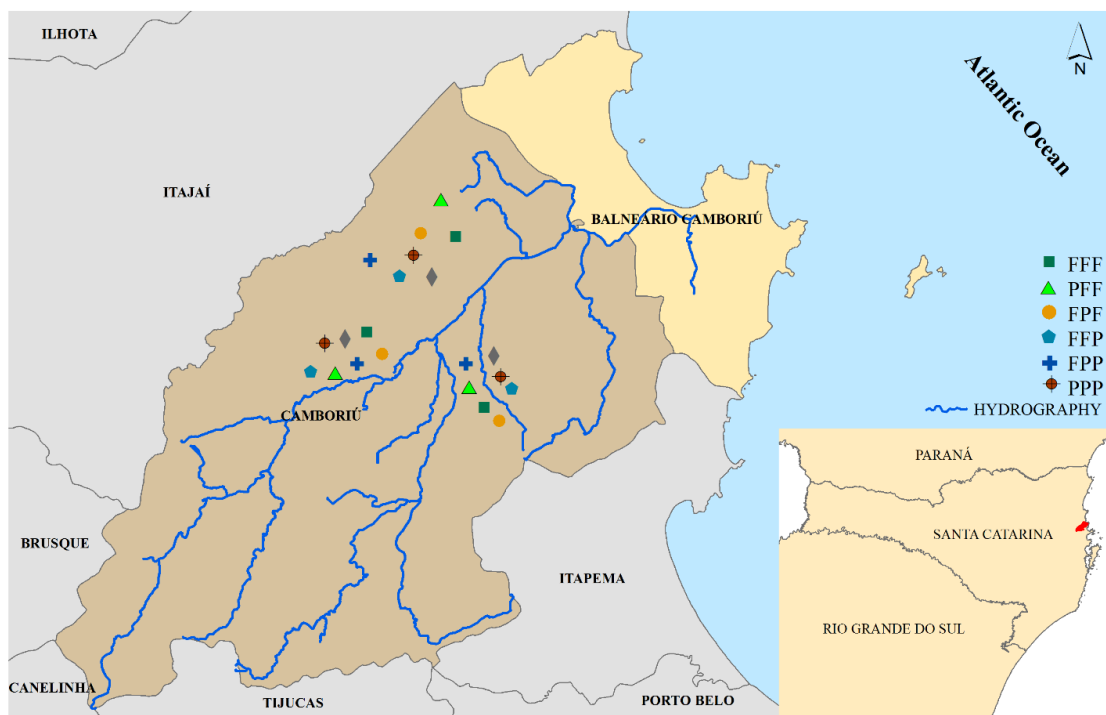 ILHOTA
N
Atlantic Ocean
ITAJAÍ
BALNEARIO CAMBORIÚ
FFF
PFF
FPF
FFP
FPP
PPP
HYDROGRAPHY
CAMBORIÚ
PARANÁ
SANTA CATARINA
RIO GRANDE DO SUL
BRUSQUE
ITAPEMA
CANELINHA
TIJUCAS
PORTO BELO